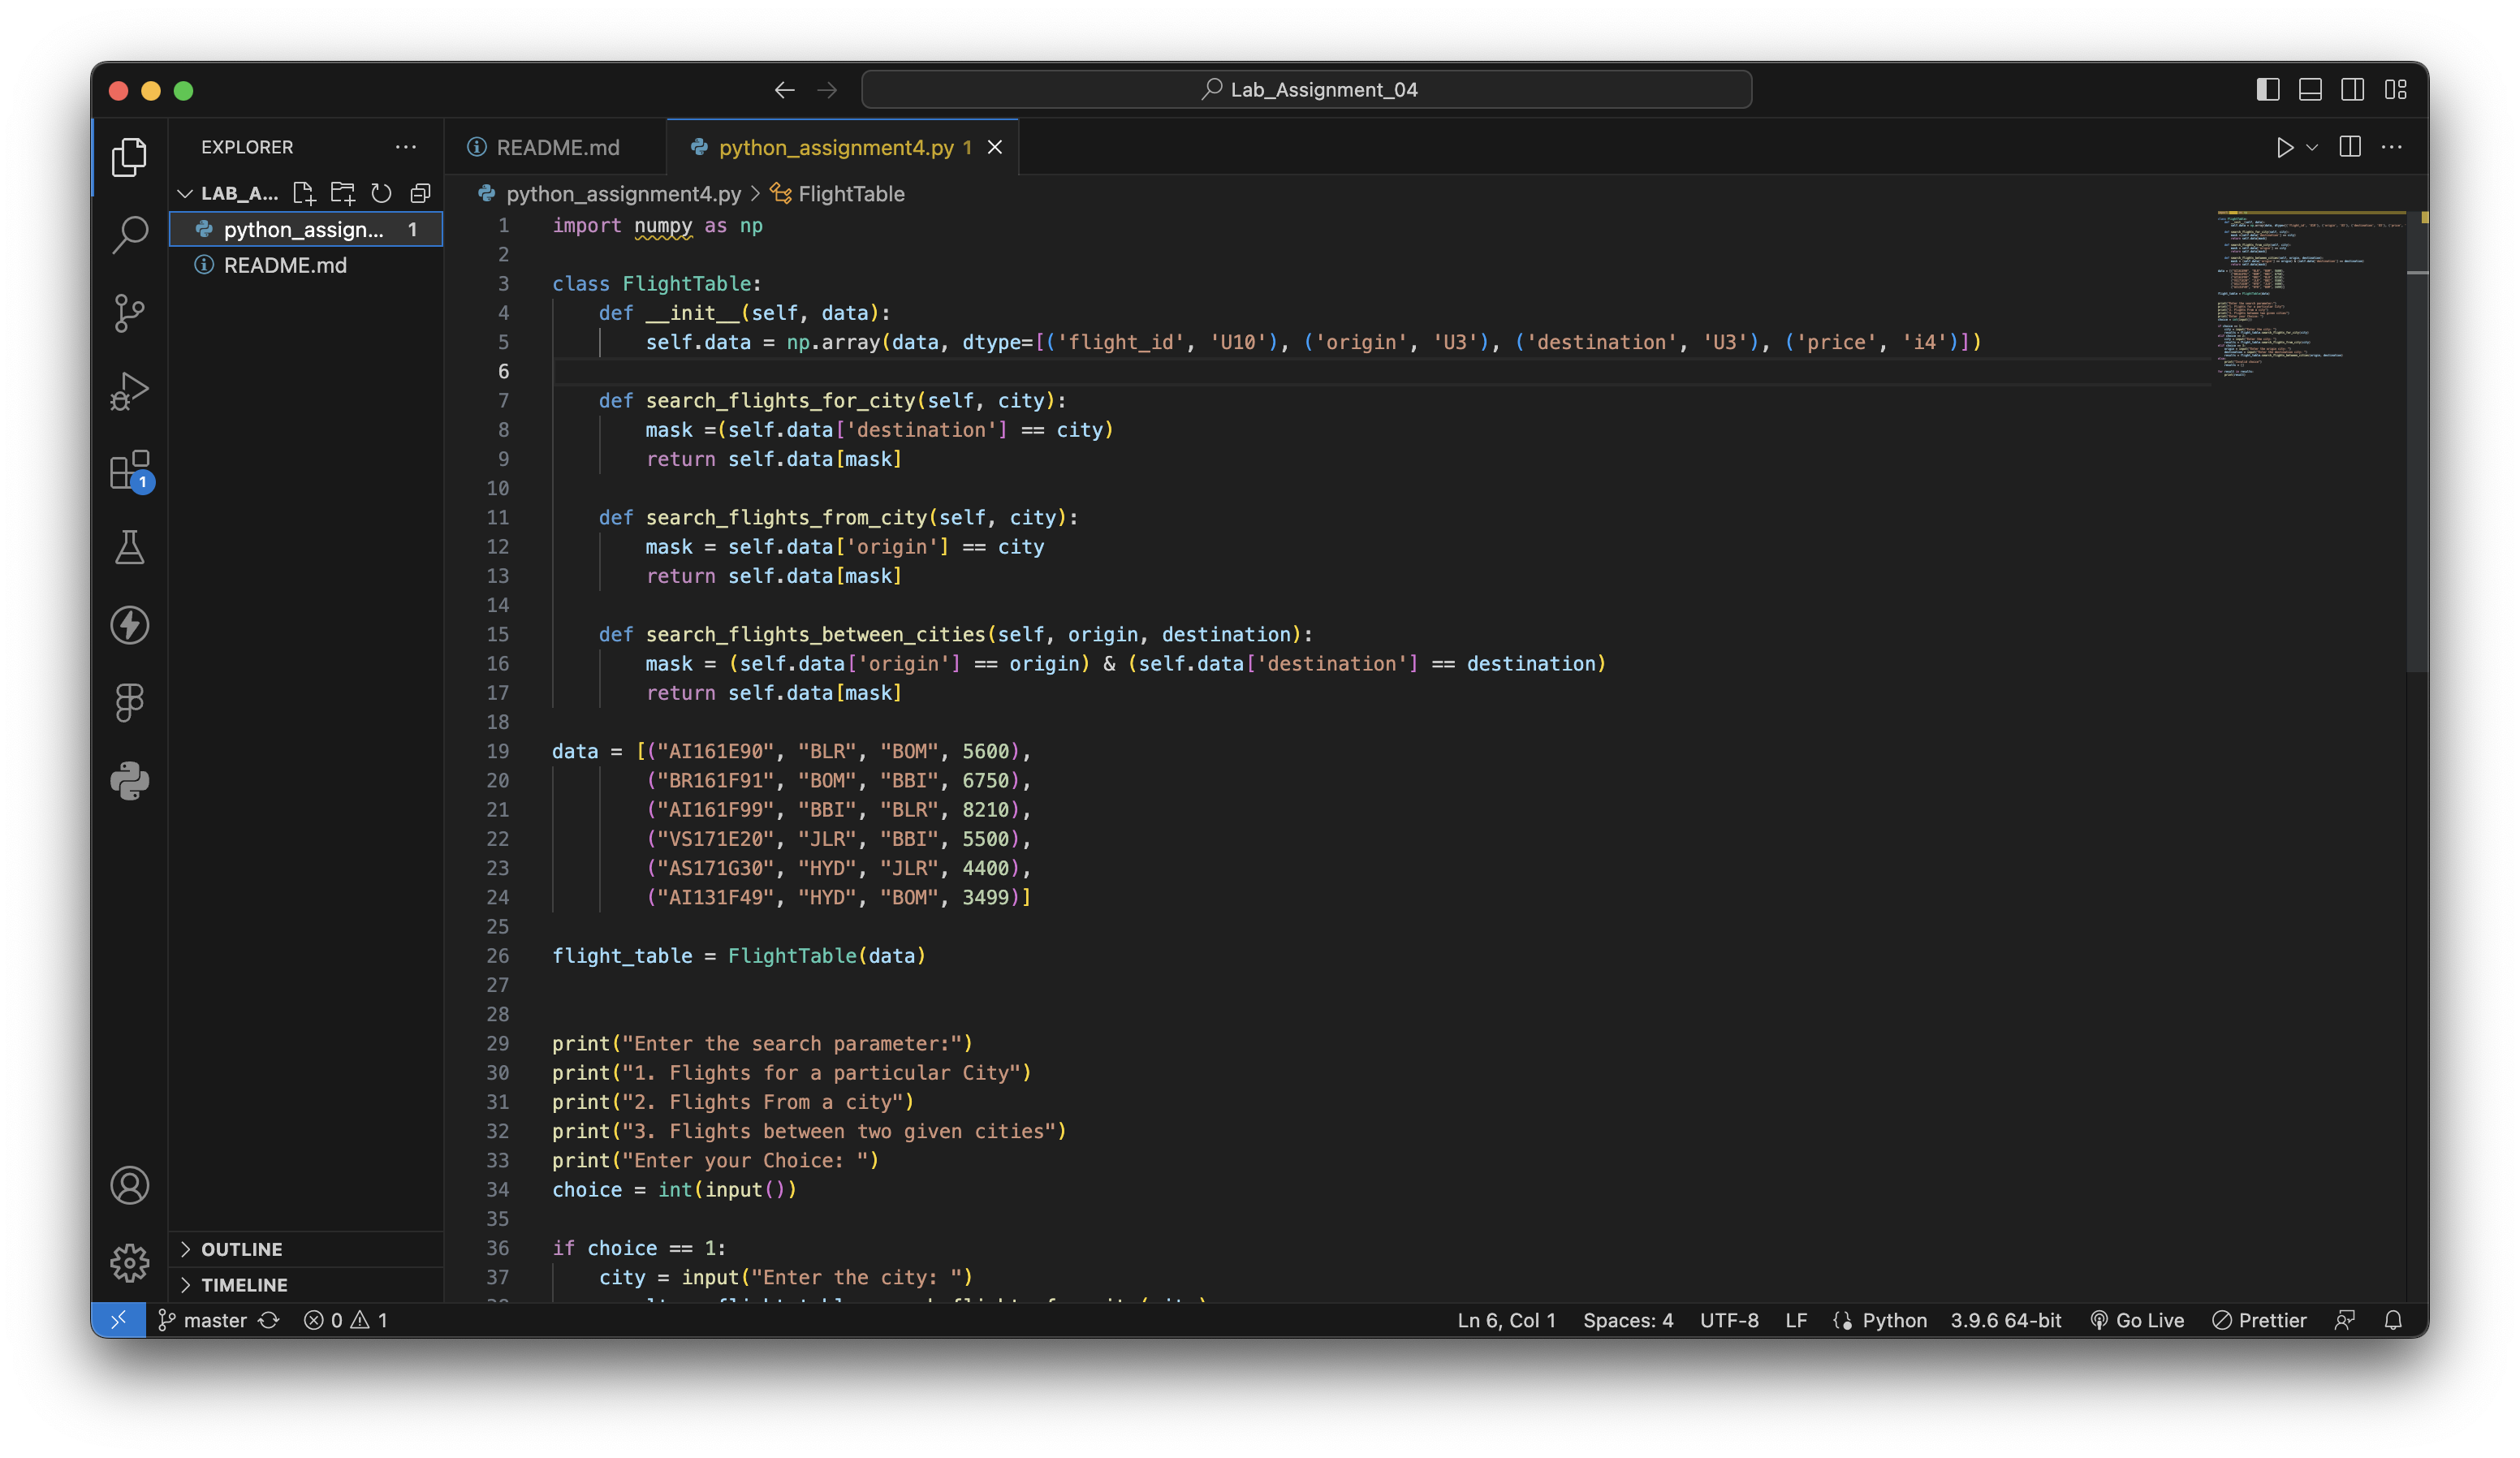 Lab_Assignment_04
EXPLORER
README.md
python_assignment4.py 1
LAB_A...
python_assign... 1
README.md
python_assignment4.py > FlightTable
1 import numpy as np
2
3 class FlightTable:
4 def __init__(self, data):
5 self.data = np.array(data, dtype=[('flight_id', 'U10'), ('origin', 'U3'), ('destination', 'U3'), ('price', 'i4')])
6
7 def search_flights_for_city(self, city):
8 mask =(self.data['destination'] == city)
9 return self.data[mask]
10
11 def search_flights_from_city(self, city):
12 mask = self.data['origin'] == city
13 return self.data[mask]
14
15 def search_flights_between_cities(self, origin, destination):
16 mask = (self.data['origin'] == origin) & (self.data['destination'] == destination)
17 return self.data[mask]
18
19 data = [("AI161E90", "BLR", "BOM", 5600),
20 ("BR161F91", "BOM", "BBI", 6750),
21 ("AI161F99", "BBI", "BLR", 8210),
22 ("VS171E20", "JLR", "BBI", 5500),
23 ("AS171G30", "HYD", "JLR", 4400),
24 ("AI131F49", "HYD", "BOM", 3499)]
25
26 flight_table = FlightTable(data)
27
28
29 print("Enter the search parameter:")
30 print("1. Flights for a particular City")
31 print("2. Flights From a city")
32 print("3. Flights between two given cities")
33 print("Enter your Choice: ")
34 choice = int(input())
35
36 if choice == 1:
37 city = input("Enter the city: ")
1
OUTLINE
TIMELINE
master 0 1
Ln 6, Col 1 Spaces: 4 UTF-8 LF Python 3.9.6 64-bit Go Live Prettier